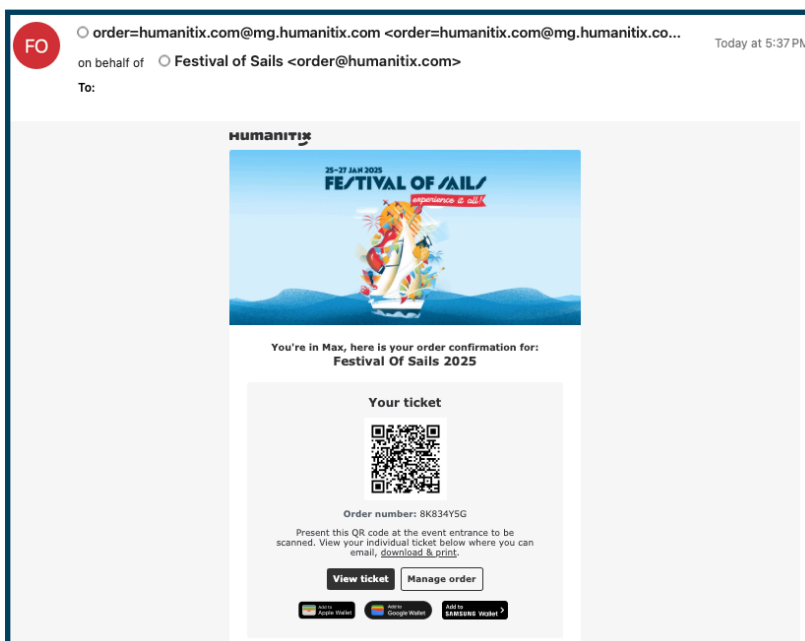 FO
order=humanitix.com@mg.humanitix.com <order=humanitix.com@mg.humanitix.co...
Today at 5:37 PM
on behalf of Festival of Sails <order@humanitix.com>
To:
HUMANITIX
25-27 JAN 2025
FESTIVAL OF SAILS
experience it all!
You're in Max, here is your order confirmation for:
Festival Of Sails 2025
Your ticket
Order number: 8K834Y5G
Present this QR code at the event entrance to be
scanned. View your individual ticket below where you can
email, download & print.
View ticket
Manage order
Add to Apple Wallet
Add to Google Wallet
Add to SAMSUNG Wallet